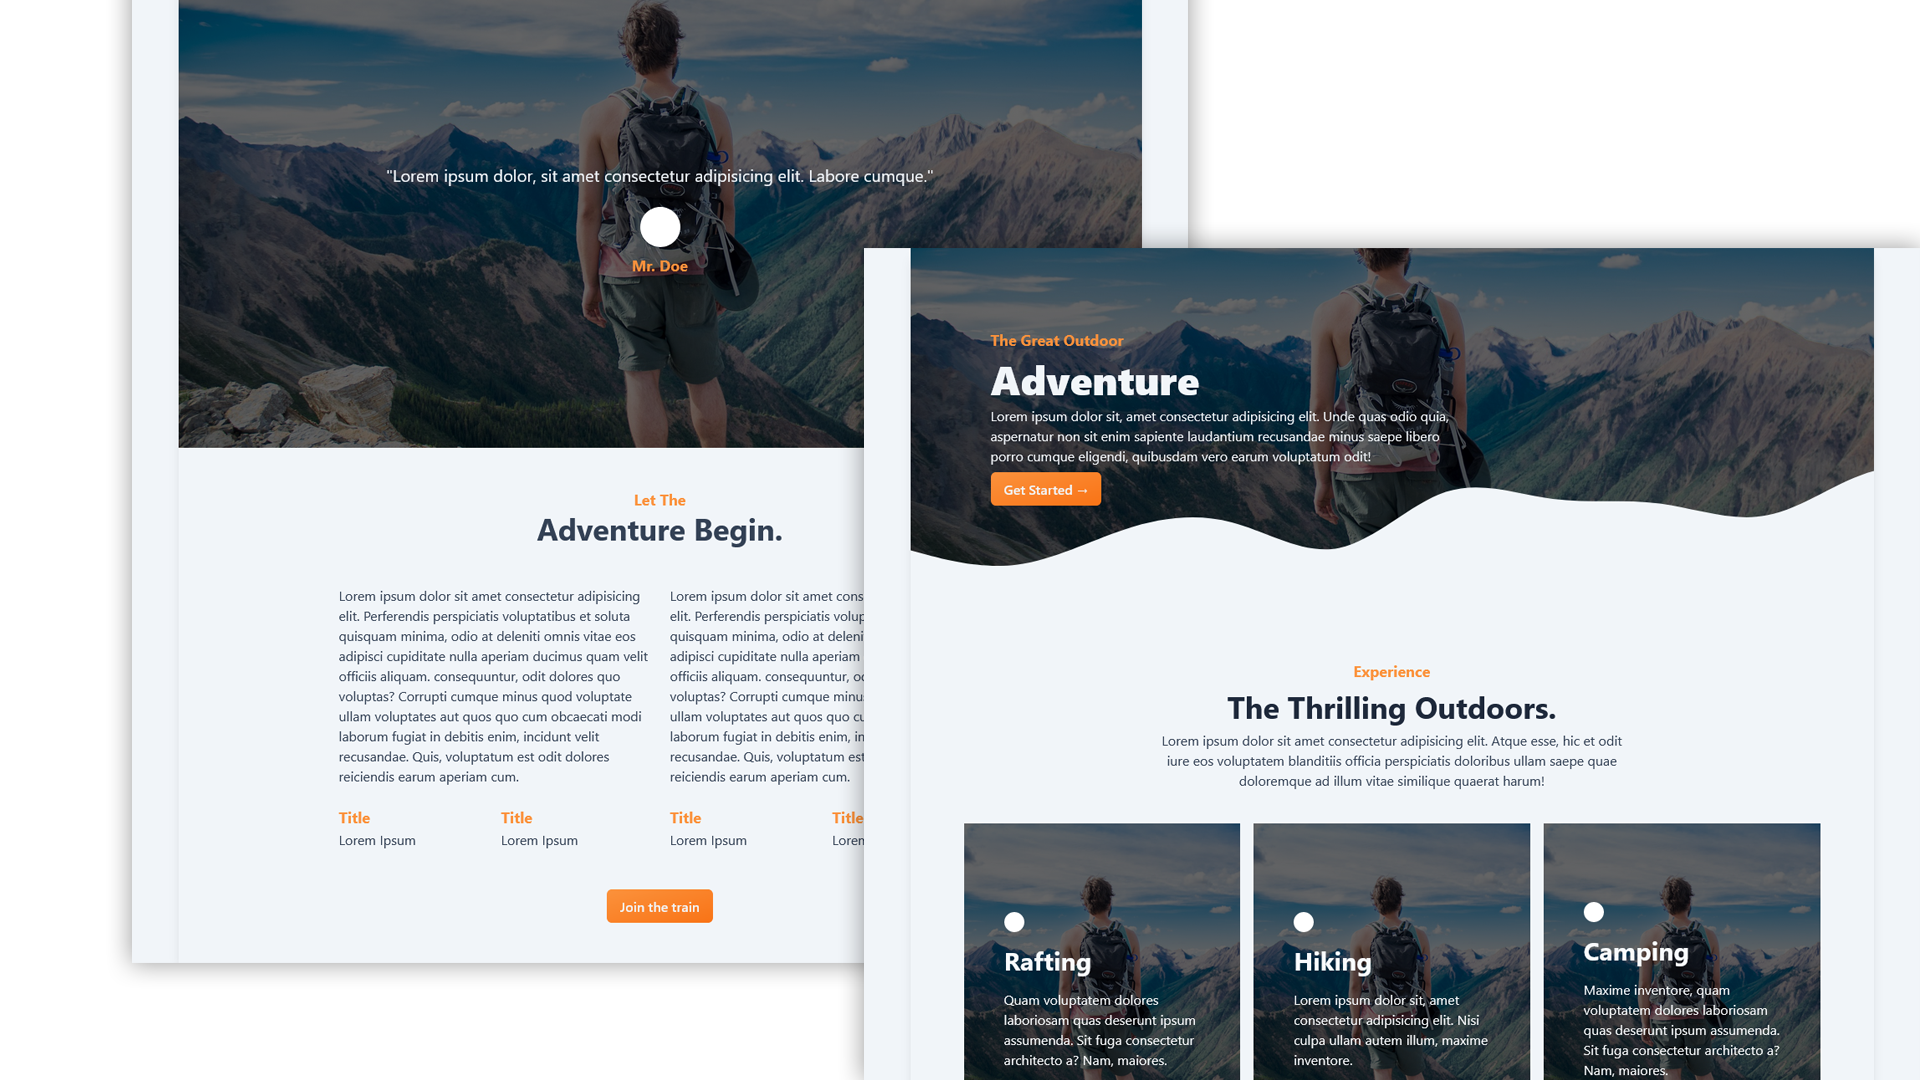 "Lorem ipsum dolor, sit amet consectetur adipisicing elit. Labore cumque."
Mr. Doe
Let The
Adventure Begin.
Lorem ipsum dolor sit amet consectetur adipisicing
elit. Perferendis perspiciatis voluptatibus et soluta
quisquam minima, odio at deleniti omnis vitae eos
adipisci cupiditate nulla aperiam ducimus quam velit
officiis aliquam. consequuntur, odit dolores quo
voluptas? Corrupti cumque minus quod voluptate
ullam voluptates aut quos quo cum obcaecati modi
laborum fugiat in debitis enim, incidunt velit
recusandae. Quis, voluptatum est odit dolores
reiciendis earum aperiam cum.
Title
Lorem Ipsum
Title
Lorem Ipsum
Lorem ipsum dolor sit amet cons
elit. Perferendis perspiciatis volup
quisquam minima, odio at deleni
adipisci cupiditate nulla aperiam
officiis aliquam. consequuntur, o
voluptas? Corrupti cumque minu
ullam voluptates aut quos quo cu
laborum fugiat in debitis enim, in
recusandae. Quis, voluptatum est
reiciendis earum aperiam cum.
Title
Lorem Ipsum
Title
Loren
Join the train
The Great Outdoor
Adventure
Lorem ipsum dolor sit, amet consectetur adipisicing elit. Unde quas odio quia,
aspernatur non sit enim sapiente laudantium recusandae minus saepe libero
porro cumque eligendi, quibusdam vero earum voluptatum odit!
Get Started →
Experience
The Thrilling Outdoors.
Lorem ipsum dolor sit amet consectetur adipisicing elit. Atque esse, hic et odit
iure eos voluptatem blanditiis officia perspiciatis doloribus ullam saepe quae
doloremque ad illum vitae similique quaerat harum!
Rafting
Quam voluptatem dolores
laboriosam quas deserunt ipsum
assumenda. Sit fuga consectetur
architecto a? Nam, maiores.
Hiking
Lorem ipsum dolor sit, amet
consectetur adipisicing elit. Nisi
culpa ullam autem illum, maxime
inventore.
Camping
Maxime inventore, quam
voluptatem dolores laboriosam
quas deserunt ipsum assumenda.
Sit fuga consectetur architecto a?
Nam, maiores.